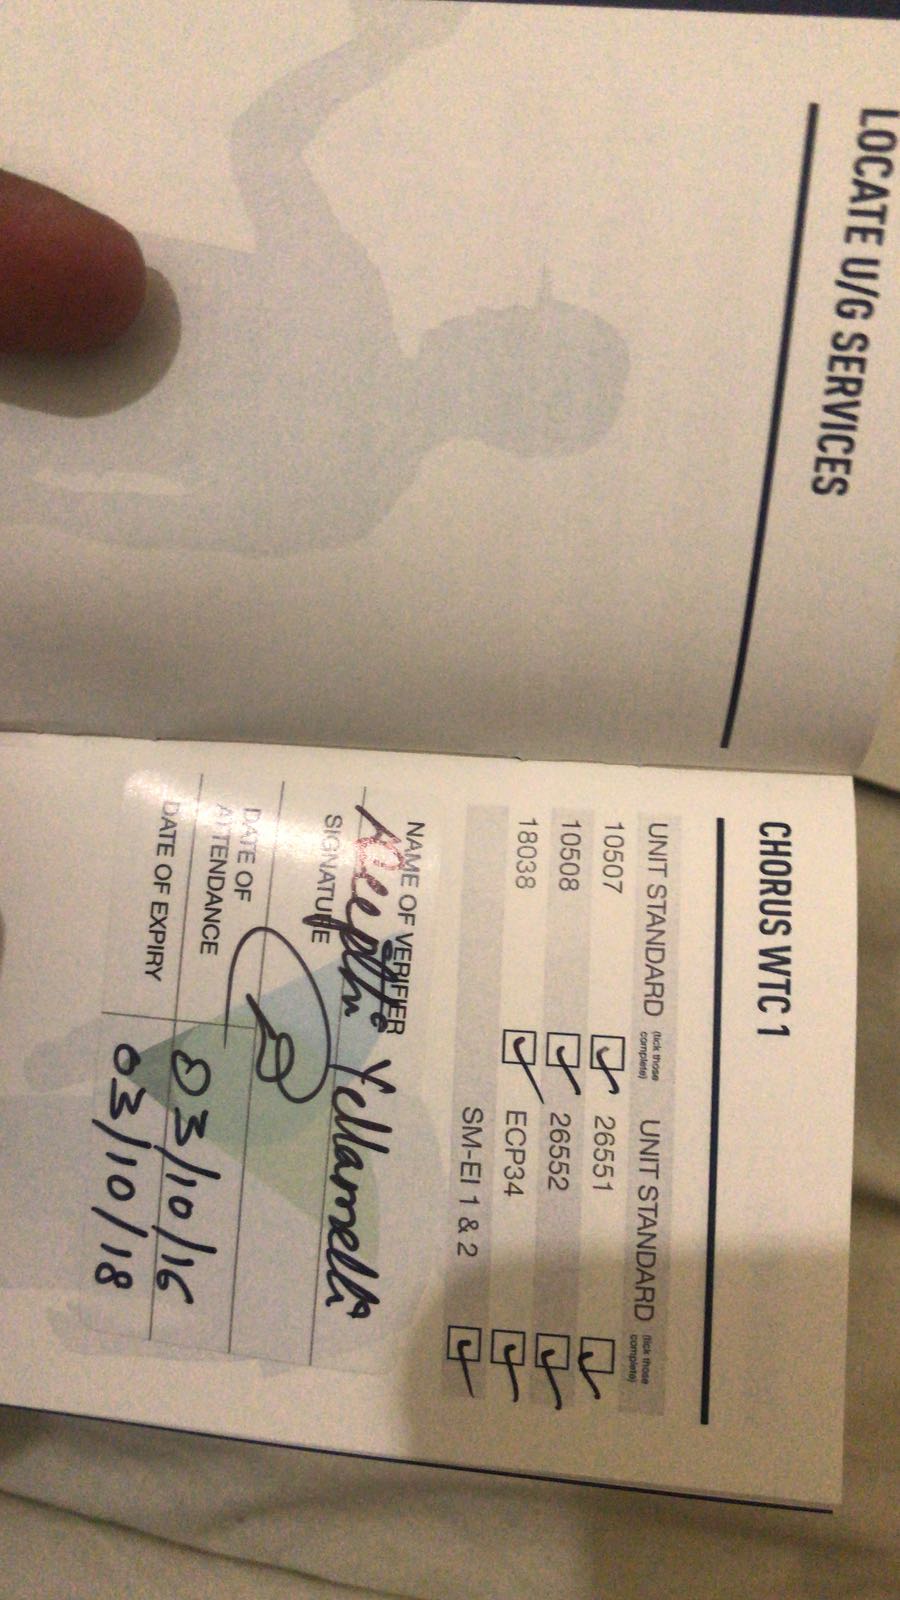 LOCATE U/G SERVICES
CHORUS WTC 1
UNIT STANDARD (tick those complete) UNIT STANDARD (tick those complete)
10507 26551
10508 26552
18038 ECP34
SM-EI 1 & 2
NAME OF VERIFIER
Yellamelli
SIGNATURE
DATE OF ATTENDANCE 03/10/16
DATE OF EXPIRY 03/10/18